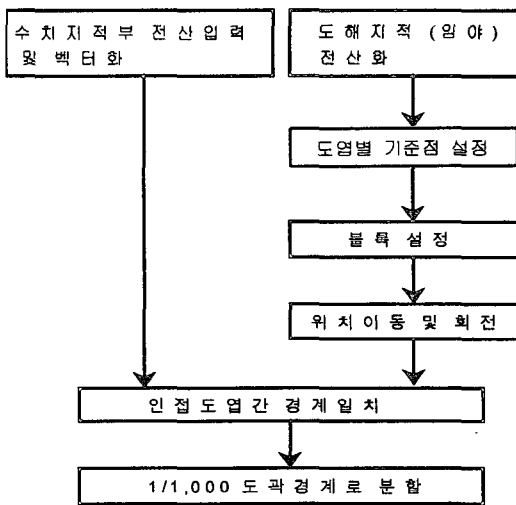 수치지적부 전산입력
및 벡터화
도해지적 (임야)
전산화
도엽별 기준점 설정
블록 설정
위치이동 및 회전
인접도엽간 경계일치
1/1,000 도곽경계로 분할